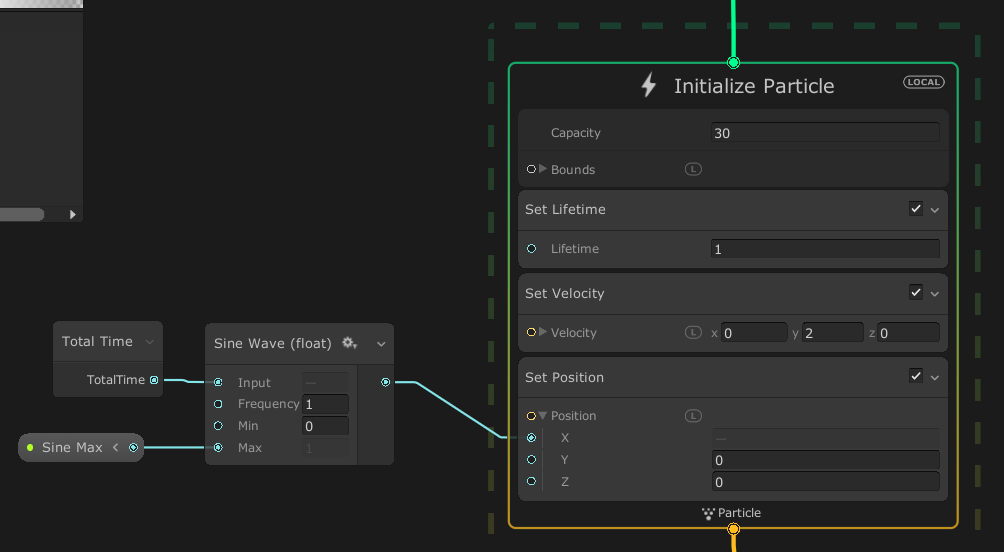 Initialize Particle
LOCAL
Capacity 30
Bounds L
Set Lifetime
Lifetime 1
Set Velocity
Velocity L x 0 y 2 z 0
Set Position
Position L
X —
Y 0
Z 0
Particle
Total Time
TotalTime
Sine Wave (float)
Input —
Frequency 1
Min 0
Max 1
Sine Max <